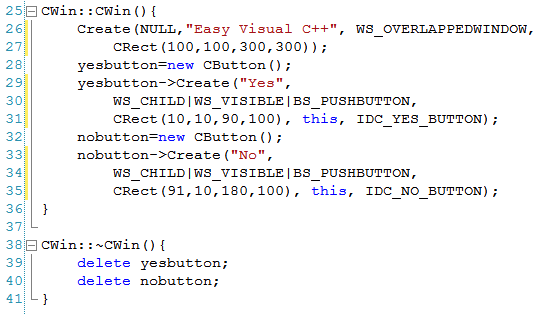 25 CWin::CWin(){
26     Create(NULL,"Easy Visual C++", WS_OVERLAPPEDWINDOW,
27         CRect(100,100,300,300));
28     yesbutton=new CButton();
29     yesbutton->Create("Yes",
30         WS_CHILD|WS_VISIBLE|BS_PUSHBUTTON,
31         CRect(10,10,90,100), this, IDC_YES_BUTTON);
32     nobutton=new CButton();
33     nobutton->Create("No",
34         WS_CHILD|WS_VISIBLE|BS_PUSHBUTTON,
35         CRect(91,10,180,100), this, IDC_NO_BUTTON);
36 }
37
38 CWin::~CWin(){
39     delete yesbutton;
40     delete nobutton;
41 }